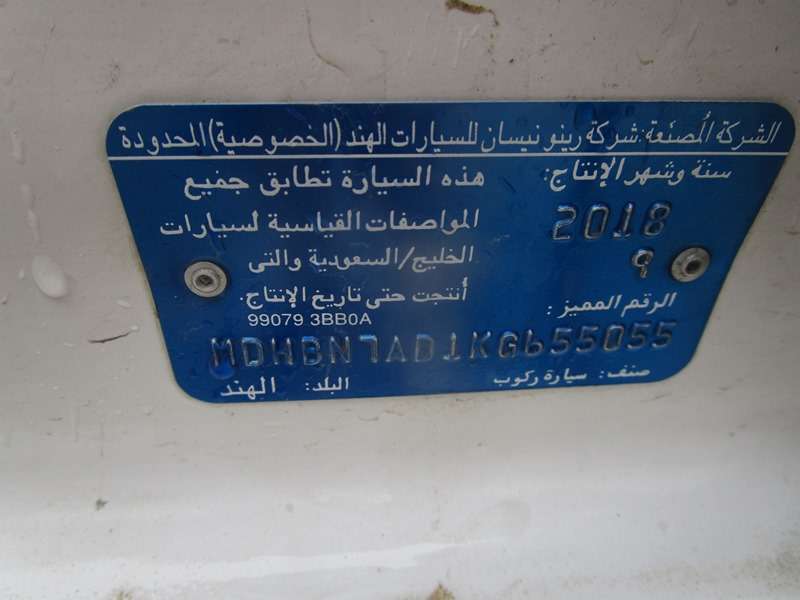 الشركة المُصنعة: شركة رينو نيسان للسيارات الهند (الخصوصية) المحدودة
سنة وشهر الإنتاج:
2018
9
الرقم المميز:
هذه السيارة تطابق جميع
المواصفات القياسية لسيارات
الخليج/السعودية والتى
أنتجت حتى تاريخ الإنتاج.
99079 3BB0A
MDHBN7AD1KG655055
صنف: سيارة ركوب البلد: الهند